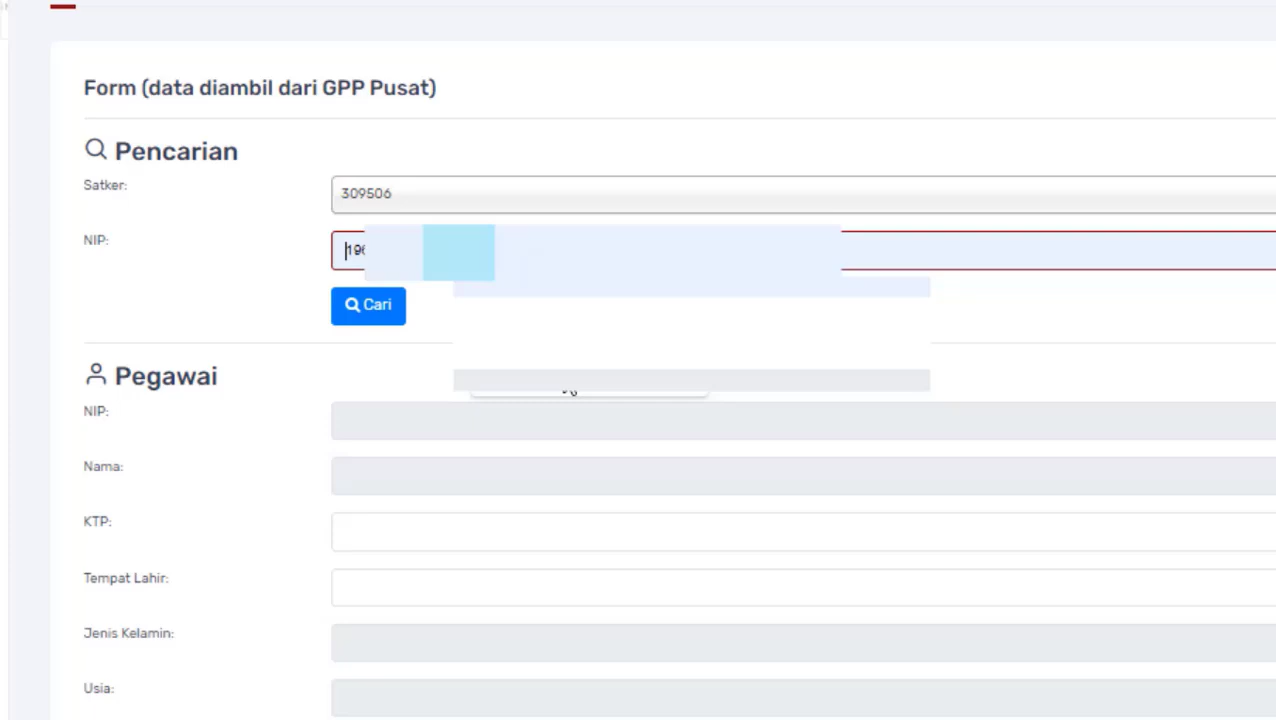 Form (data diambil dari GPP Pusat)
Pencarian
Satker:
309506
NIP:
Cari
Pegawai
NIP:
Nama:
KTP:
Tempat Lahir:
Jenis Kelamin:
Usia: